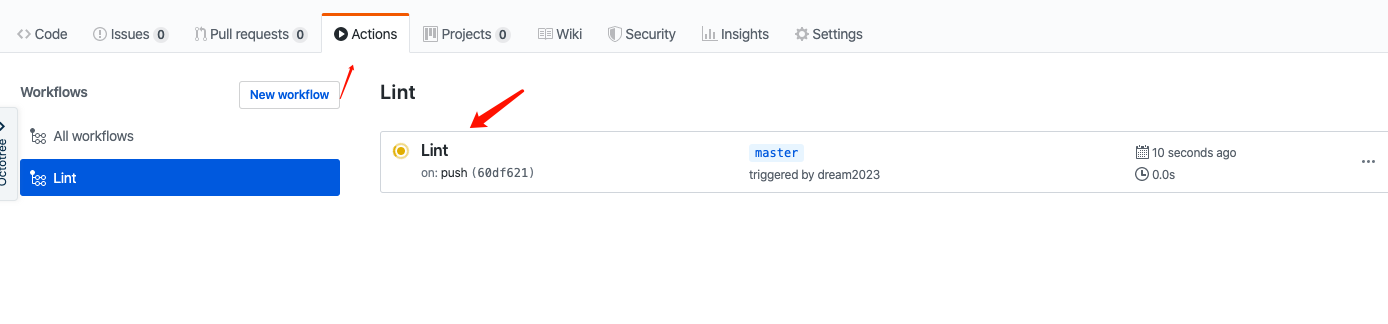 Code Issues 0 Pull requests 0 Actions Projects 0 Wiki Security Insights Settings
Workflows
New workflow
Lint
All workflows
Octotree
Lint
Lint
on: push (60df621)
master
triggered by dream2023
10 seconds ago
0.0s